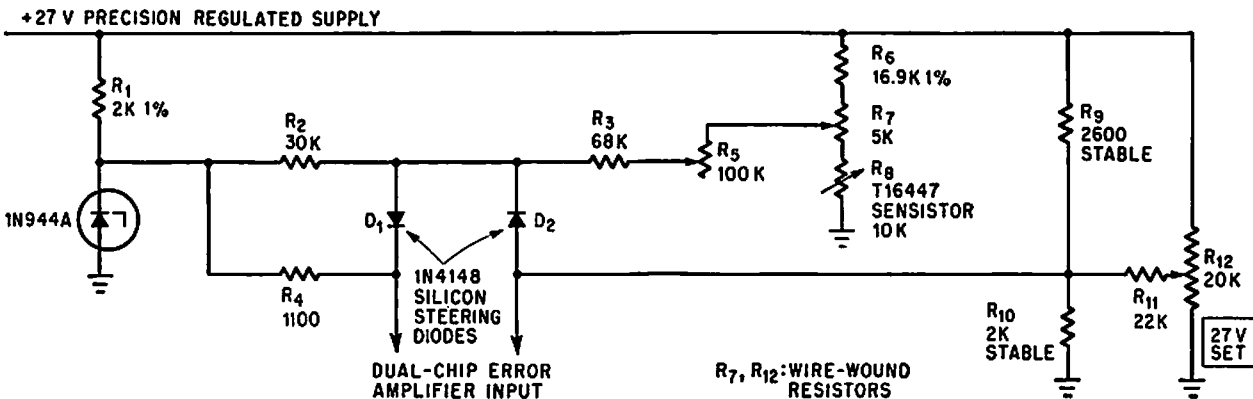 +27 V PRECISION REGULATED SUPPLY
R1
2K 1%
R2
30K
R3
68K
R5
100K
R6
16.9K 1%
R7
5K
R8
T16447
SENSISTOR
10K
R9
2600
STABLE
1N944A
D1
D2
1N4148
SILICON
STEERING
DIODES
R4
1100
R10
2K
STABLE
R11
22K
R12
20K
27V
SET
DUAL-CHIP ERROR
AMPLIFIER INPUT
R7, R12: WIRE-WOUND
RESISTORS